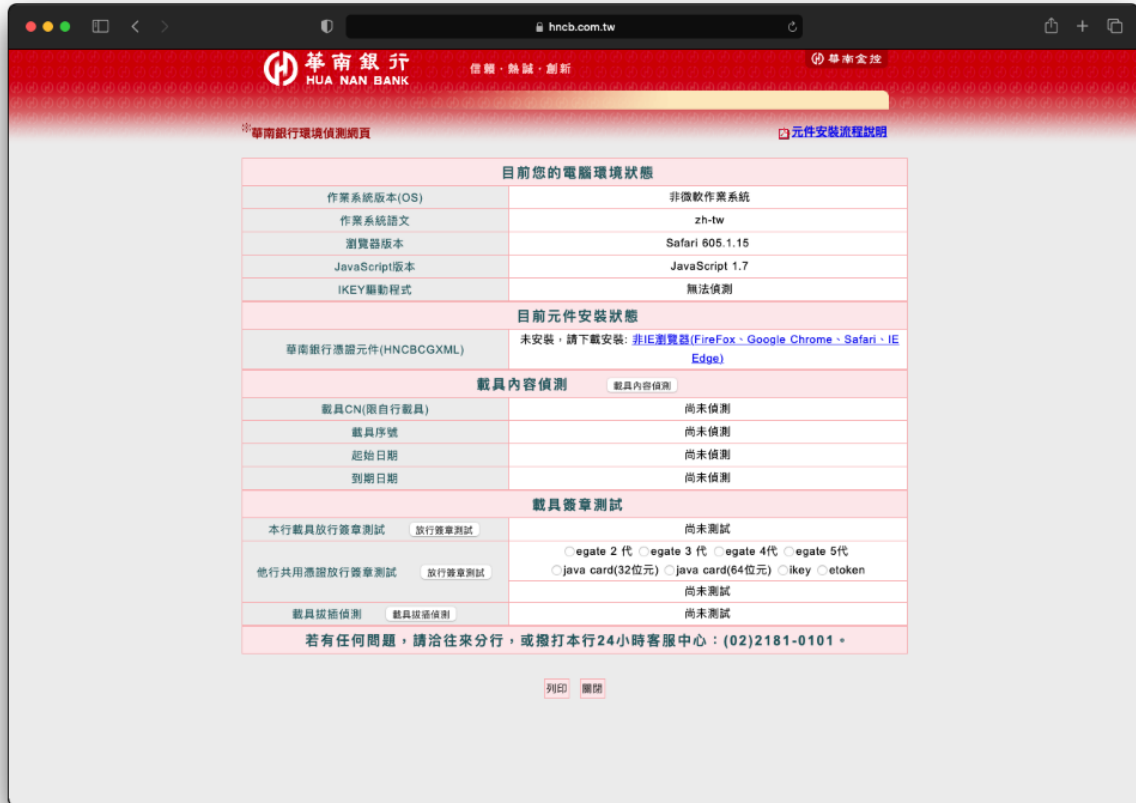 hncb.com.tw
華南銀行
HUA NAN BANK
信賴・熱誠・創新
華南金控
※華南銀行環境偵測網頁
元件安裝流程說明
目前您的電腦環境狀態
作業系統版本(OS) 非微軟作業系統
作業系統語文 zh-tw
瀏覽器版本 Safari 605.1.15
JavaScript版本 JavaScript 1.7
IKEY驅動程式 無法偵測
目前元件安裝狀態
華南銀行憑證元件(HNCBCGXML) 未安裝，請下載安裝: 非IE瀏覽器(FireFox、Google Chrome、Safari、IE
Edge)
載具內容偵測 載具內容偵測
載具CN(限自行載具) 尚未偵測
載具序號 尚未偵測
起始日期 尚未偵測
到期日期 尚未偵測
載具簽章測試
本行載具放行簽章測試 放行簽章測試 尚未測試
他行共用憑證放行簽章測試 放行簽章測試
egate 2 代 egate 3 代 egate 4代 egate 5代
java card(32位元) java card(64位元) ikey etoken
尚未測試
載具拔插偵測 載具拔插偵測 尚未測試
若有任何問題，請洽往來分行，或撥打本行24小時客服中心：(02)2181-0101。
列印 關閉